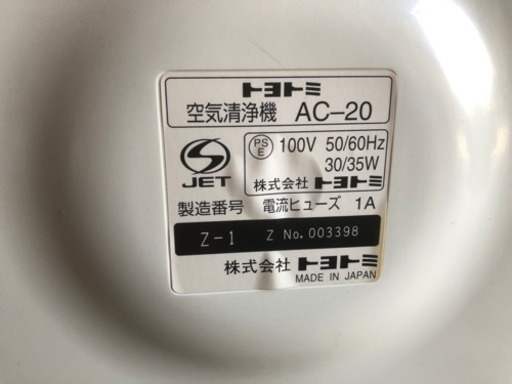 トヨトミ
空気清浄機 AC-20
PS E 100V 50/60Hz
30/35W
JET 株式会社 トヨトミ
製造番号 電流ヒューズ 1A
Z-1 Z No.003398
株式会社 トヨトミ
MADE IN JAPAN